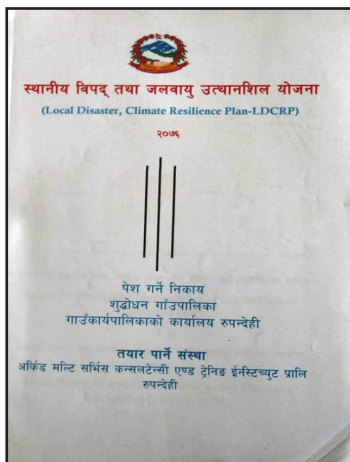 स्थानीय विपद् तथा जलवायु उत्थानशिल योजना
(Local Disaster, Climate Resilience Plan-LDCRP)
२०७६
पेश गर्ने निकाय
शुद्धोधन गाँउपालिका
गाउँकार्यपालिकाको कार्यालय रुपन्देही
तयार पार्ने संस्था
अर्किड मल्टि सर्भिस कन्सलटेन्सी एण्ड ट्रेनिङ ईन्स्टिच्युट प्रालि
रुपन्देही